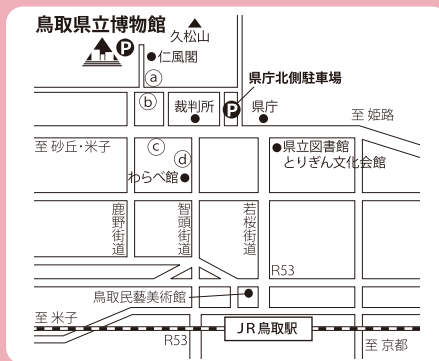 鳥取県立博物館
P
久松山
仁風閣
ⓐ
県庁北側駐車場
ⓑ
裁判所
P
県庁
至 姫路
至 砂丘・米子
ⓒ
ⓓ
県立図書館
とりぎん文化会館
わらべ館
鹿野街道
智頭街道
若桜街道
R53
鳥取民藝美術館
至 米子
JR鳥取駅
R53
至 京都